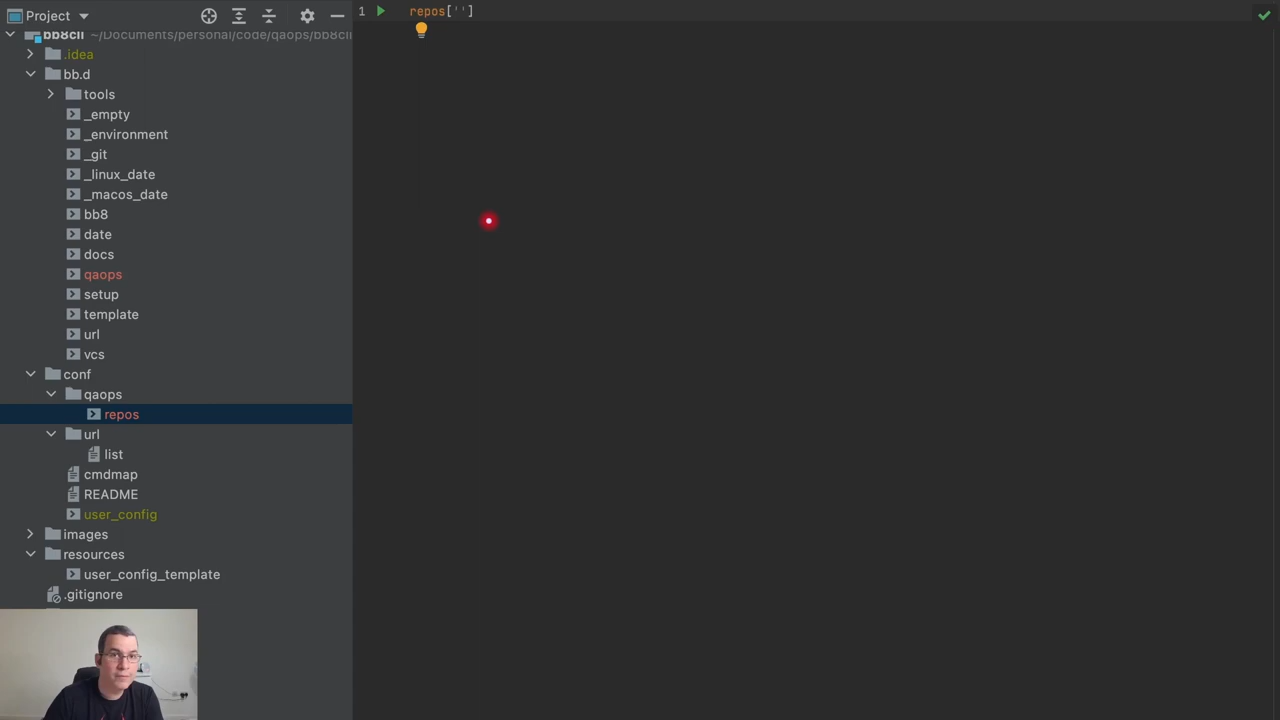 Project
1 repos['']
bb8cli ~/Documents/personal/code/qaops/bb8cli
.idea
bb.d
tools
_empty
_environment
_git
_linux_date
_macos_date
bb8
date
docs
qaops
setup
template
url
vcs
conf
qaops
repos
url
list
cmdmap
README
user_config
images
resources
user_config_template
.gitignore